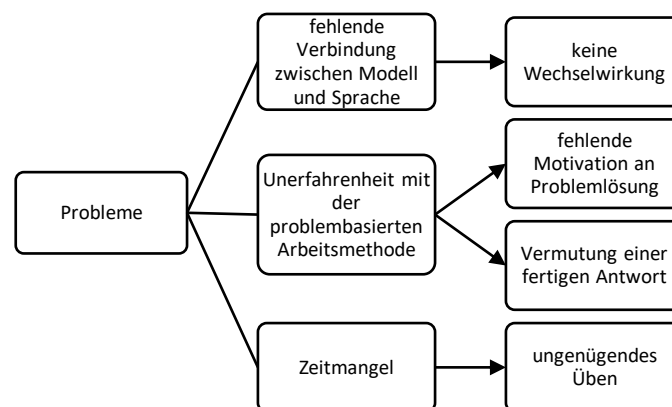 fehlende
Verbindung
zwischen Modell
und Sprache
keine
Wechselwirkung
Probleme
Unerfahrenheit mit
der
problembasierten
Arbeitsmethode
fehlende
Motivation an
Problemlösung
Vermutung einer
fertigen Antwort
Zeitmangel
ungenügendes
Üben